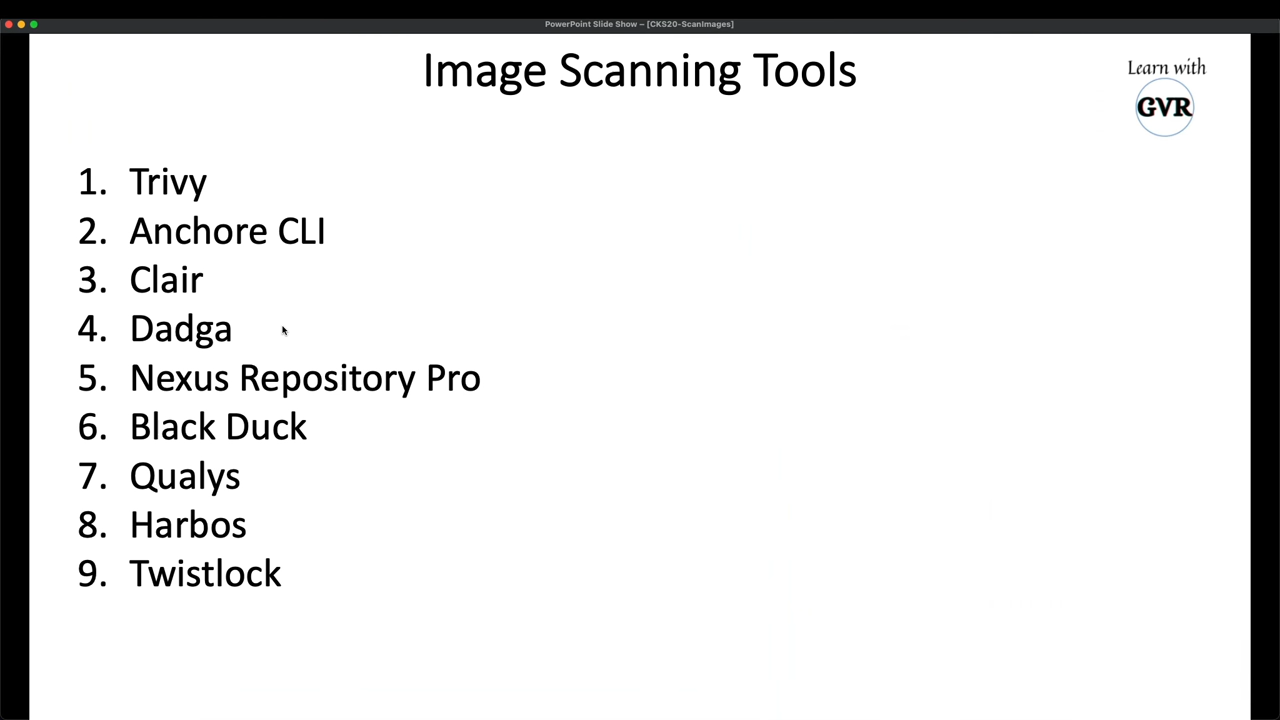 PowerPoint Slide Show – [CKS20-ScanImages]
Image Scanning Tools
Learn with
GVR
1. Trivy
2. Anchore CLI
3. Clair
4. Dadga
5. Nexus Repository Pro
6. Black Duck
7. Qualys
8. Harbos
9. Twistlock